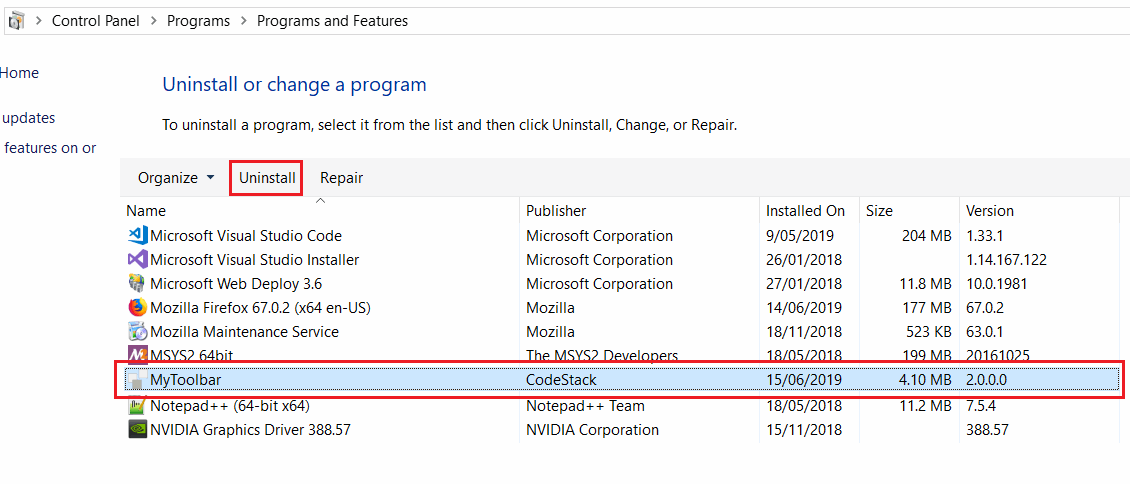 Control Panel > Programs > Programs and Features
Home
Uninstall or change a program
updates
To uninstall a program, select it from the list and then click Uninstall, Change, or Repair.
features on or
Organize Uninstall Repair
Name Publisher Installed On Size Version
Microsoft Visual Studio Code Microsoft Corporation 9/05/2019 204 MB 1.33.1
Microsoft Visual Studio Installer Microsoft Corporation 26/01/2018 1.14.167.122
Microsoft Web Deploy 3.6 Microsoft Corporation 27/01/2018 11.8 MB 10.0.1981
Mozilla Firefox 67.0.2 (x64 en-US) Mozilla 14/06/2019 177 MB 67.0.2
Mozilla Maintenance Service Mozilla 18/11/2018 523 KB 63.0.1
MSYS2 64bit The MSYS2 Developers 18/05/2018 199 MB 20161025
MyToolbar CodeStack 15/06/2019 4.10 MB 2.0.0.0
Notepad++ (64-bit x64) Notepad++ Team 18/05/2018 11.2 MB 7.5.4
NVIDIA Graphics Driver 388.57 NVIDIA Corporation 15/11/2018 388.57